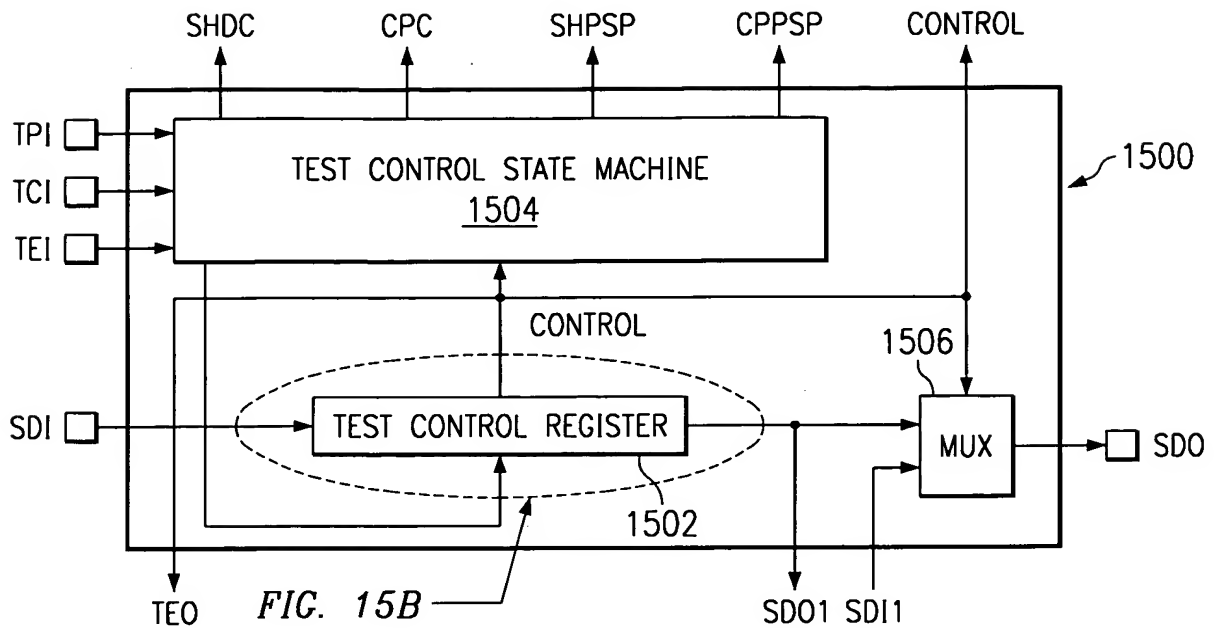 SHDC CPC SHPSP CPPSP CONTROL
TPI
TCI
TEI
TEST CONTROL STATE MACHINE
1504
1500
CONTROL
1506
SDI
TEST CONTROL REGISTER
MUX
SDO
1502
TEO
FIG. 15B
SDO1
SDI1